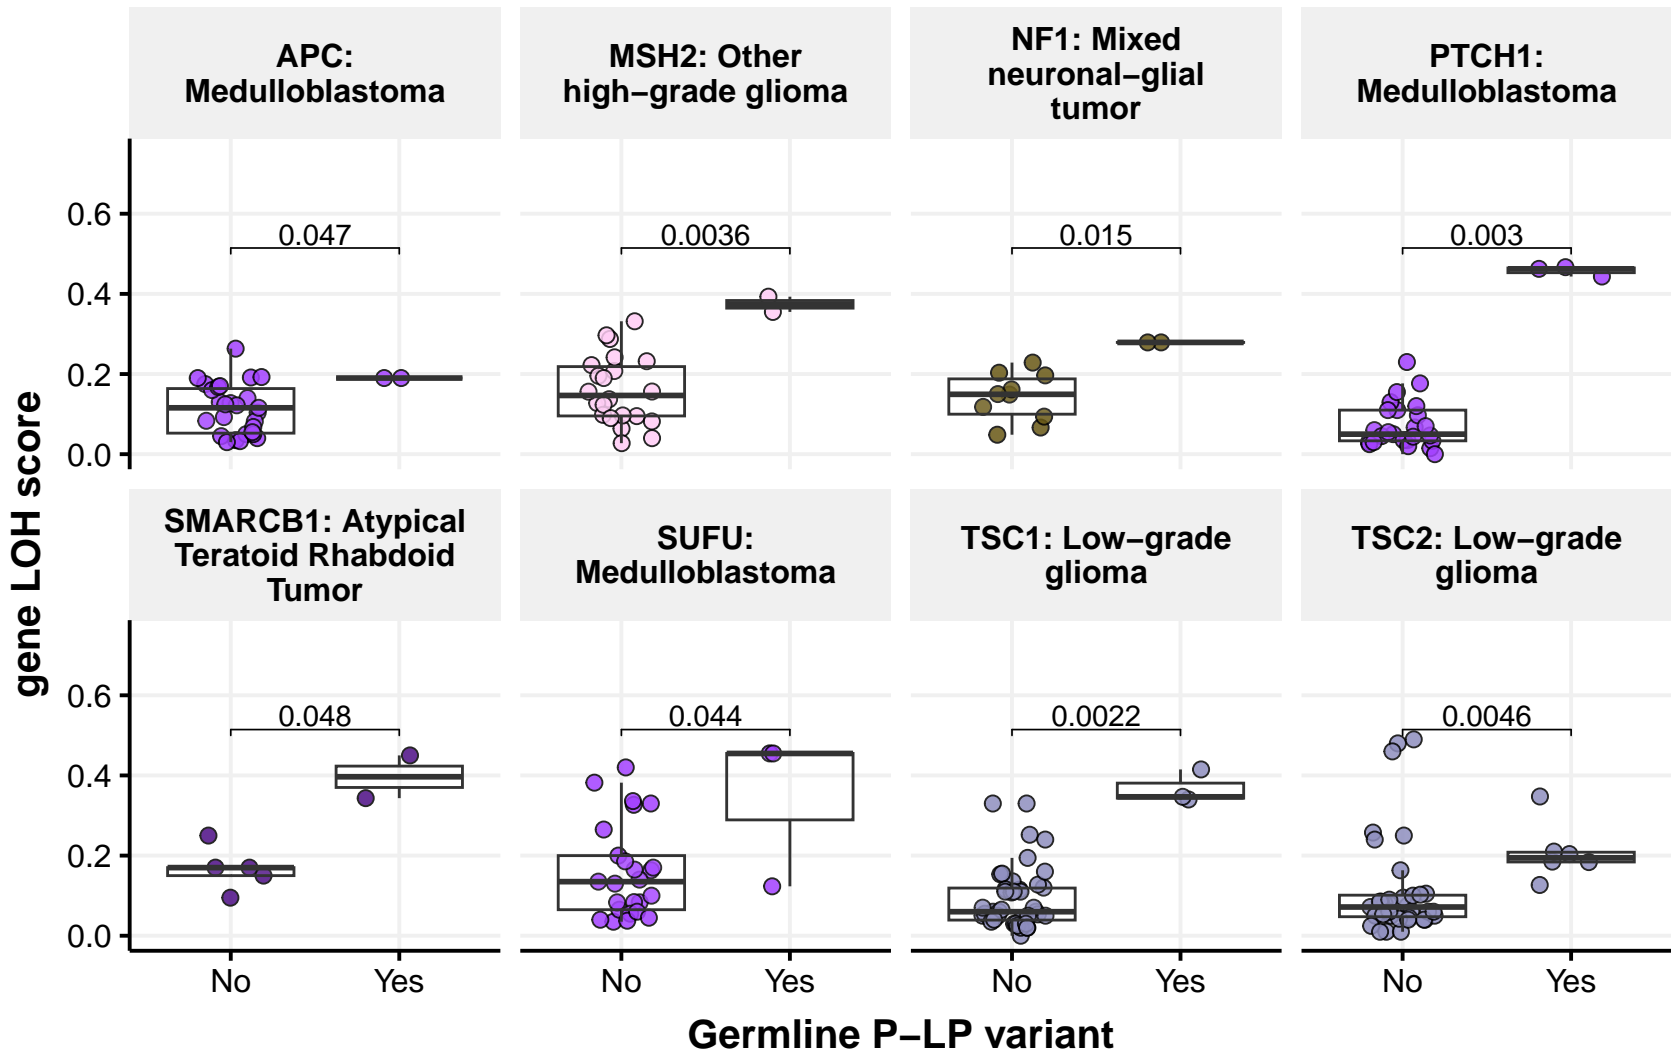 APC:
Medulloblastoma
MSH2: Other
high−grade glioma
NF1: Mixed
neuronal−glial
tumor
PTCH1:
Medulloblastoma
0.6
0.4
0.2
0.0
0.047
0.0036
0.015
0.003
SMARCB1: Atypical
Teratoid Rhabdoid
Tumor
SUFU:
Medulloblastoma
TSC1: Low−grade
glioma
TSC2: Low−grade
glioma
0.6
0.4
0.2
0.0
0.048
0.044
0.0022
0.0046
No Yes
No Yes
No Yes
No Yes
gene LOH score
Germline P−LP variant